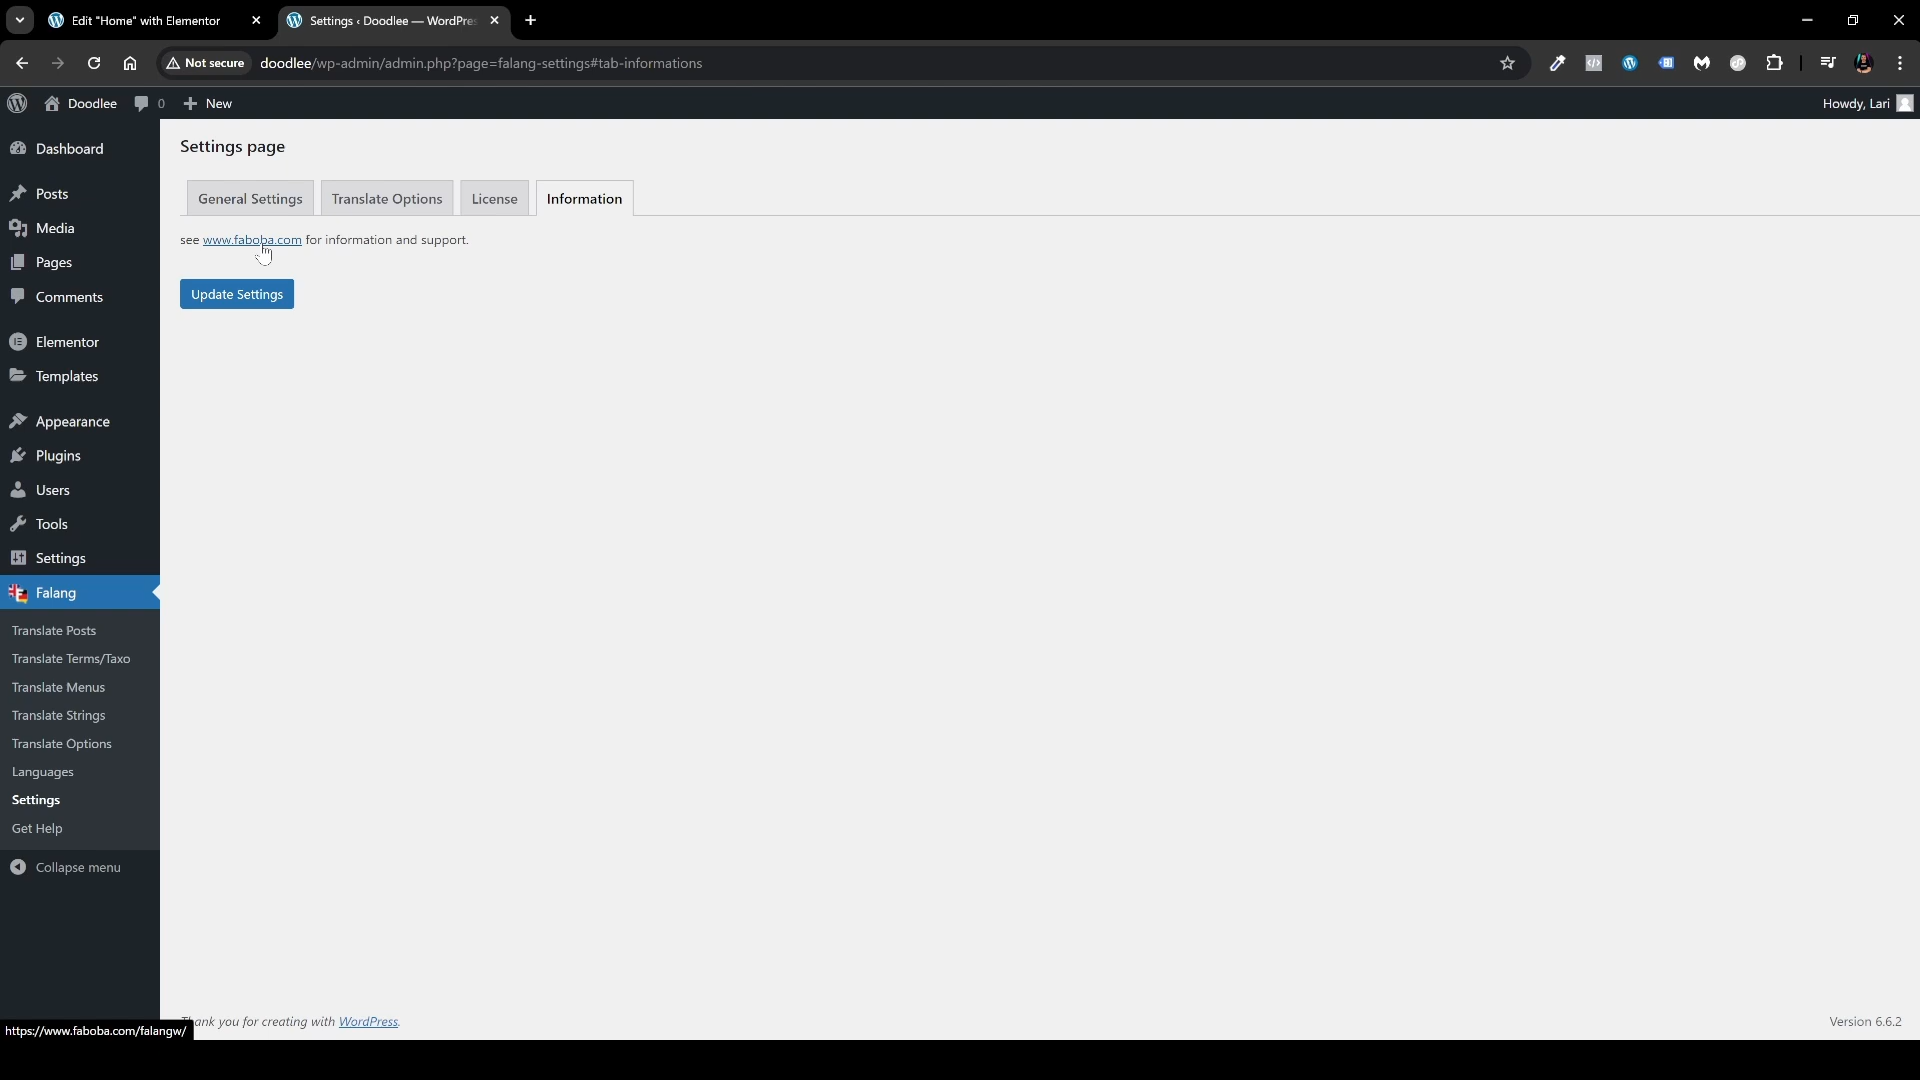 Edit "Home" with Elementor
Settings ‹ Doodlee — WordPre
Not secure
doodlee/wp-admin/admin.php?page=falang-settings#tab-informations
Doodlee
0
New
Howdy, Lari
Dashboard
Posts
Media
Pages
Comments
Elementor
Templates
Appearance
Plugins
Users
Tools
Settings
Falang
Translate Posts
Translate Terms/Taxo
Translate Menus
Translate Strings
Translate Options
Languages
Settings
Get Help
Collapse menu
Settings page
General Settings
Translate Options
License
Information
see www.faboba.com for information and support.
Update Settings
Thank you for creating with WordPress.
Version 6.6.2
https://www.faboba.com/falangw/